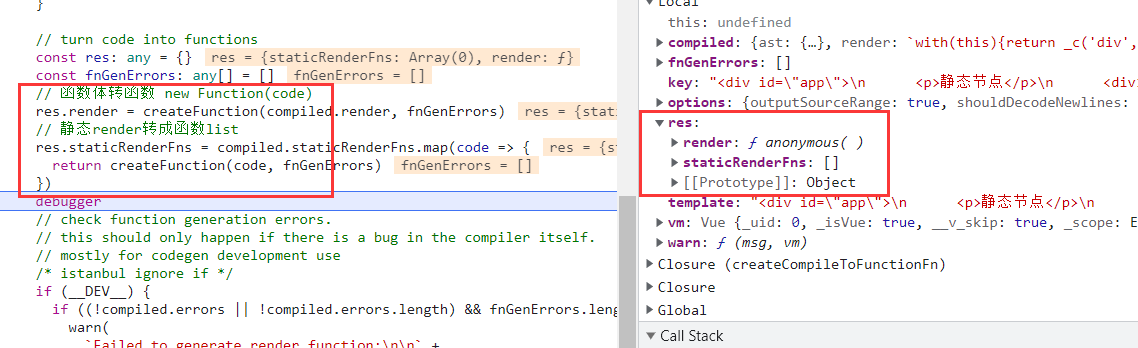 }
// turn code into functions
const res: any = {} res = {staticRenderFns: Array(0), render: ƒ}
const fnGenErrors: any[] = [] fnGenErrors = []
// 函数体转函数 new Function(code)
res.render = createFunction(compiled.render, fnGenErrors) res = {stat
// 静态render转成函数list
res.staticRenderFns = compiled.staticRenderFns.map(code => { res = {s
return createFunction(code, fnGenErrors) fnGenErrors = []
})
debugger
// check function generation errors.
// this should only happen if there is a bug in the compiler itself.
// mostly for codegen development use
/* istanbul ignore if */
if (__DEV__) {
if ((!compiled.errors || !compiled.errors.length) && fnGenErrors.leng
warn(
`Failed to generate render function:\n\n` +
Local
this: undefined
compiled: {ast: {…}, render: `with(this){return _c('div',
fnGenErrors: []
key: "<div id=\"app\">\n      <p>静态节点</p>\n      <div
options: {outputSourceRange: true, shouldDecodeNewlines:
res:
render: ƒ anonymous( )
staticRenderFns: []
[[Prototype]]: Object
template: "<div id=\"app\">\n      <p>静态节点</p>\n
vm: Vue {_uid: 0, _isVue: true, __v_skip: true, _scope: E
warn: ƒ (msg, vm)
Closure (createCompileToFunctionFn)
Closure
Global
Call Stack